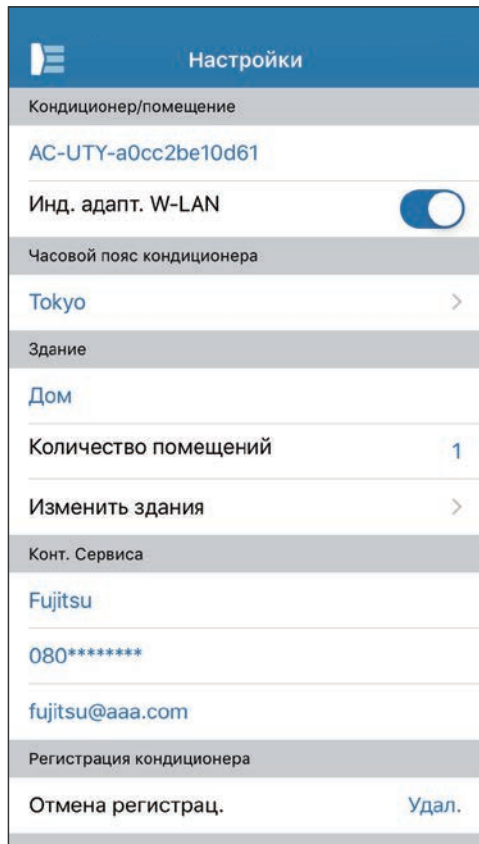 Настройки
Кондиционер/помещение
AC-UTY-a0cc2be10d61
Инд. адапт. W-LAN
Часовой пояс кондиционера
Tokyo
Здание
Дом
Количество помещений 1
Изменить здания
Конт. Сервиса
Fujitsu
080********
fujitsu@aaa.com
Регистрация кондиционера
Отмена регистрац. Удал.